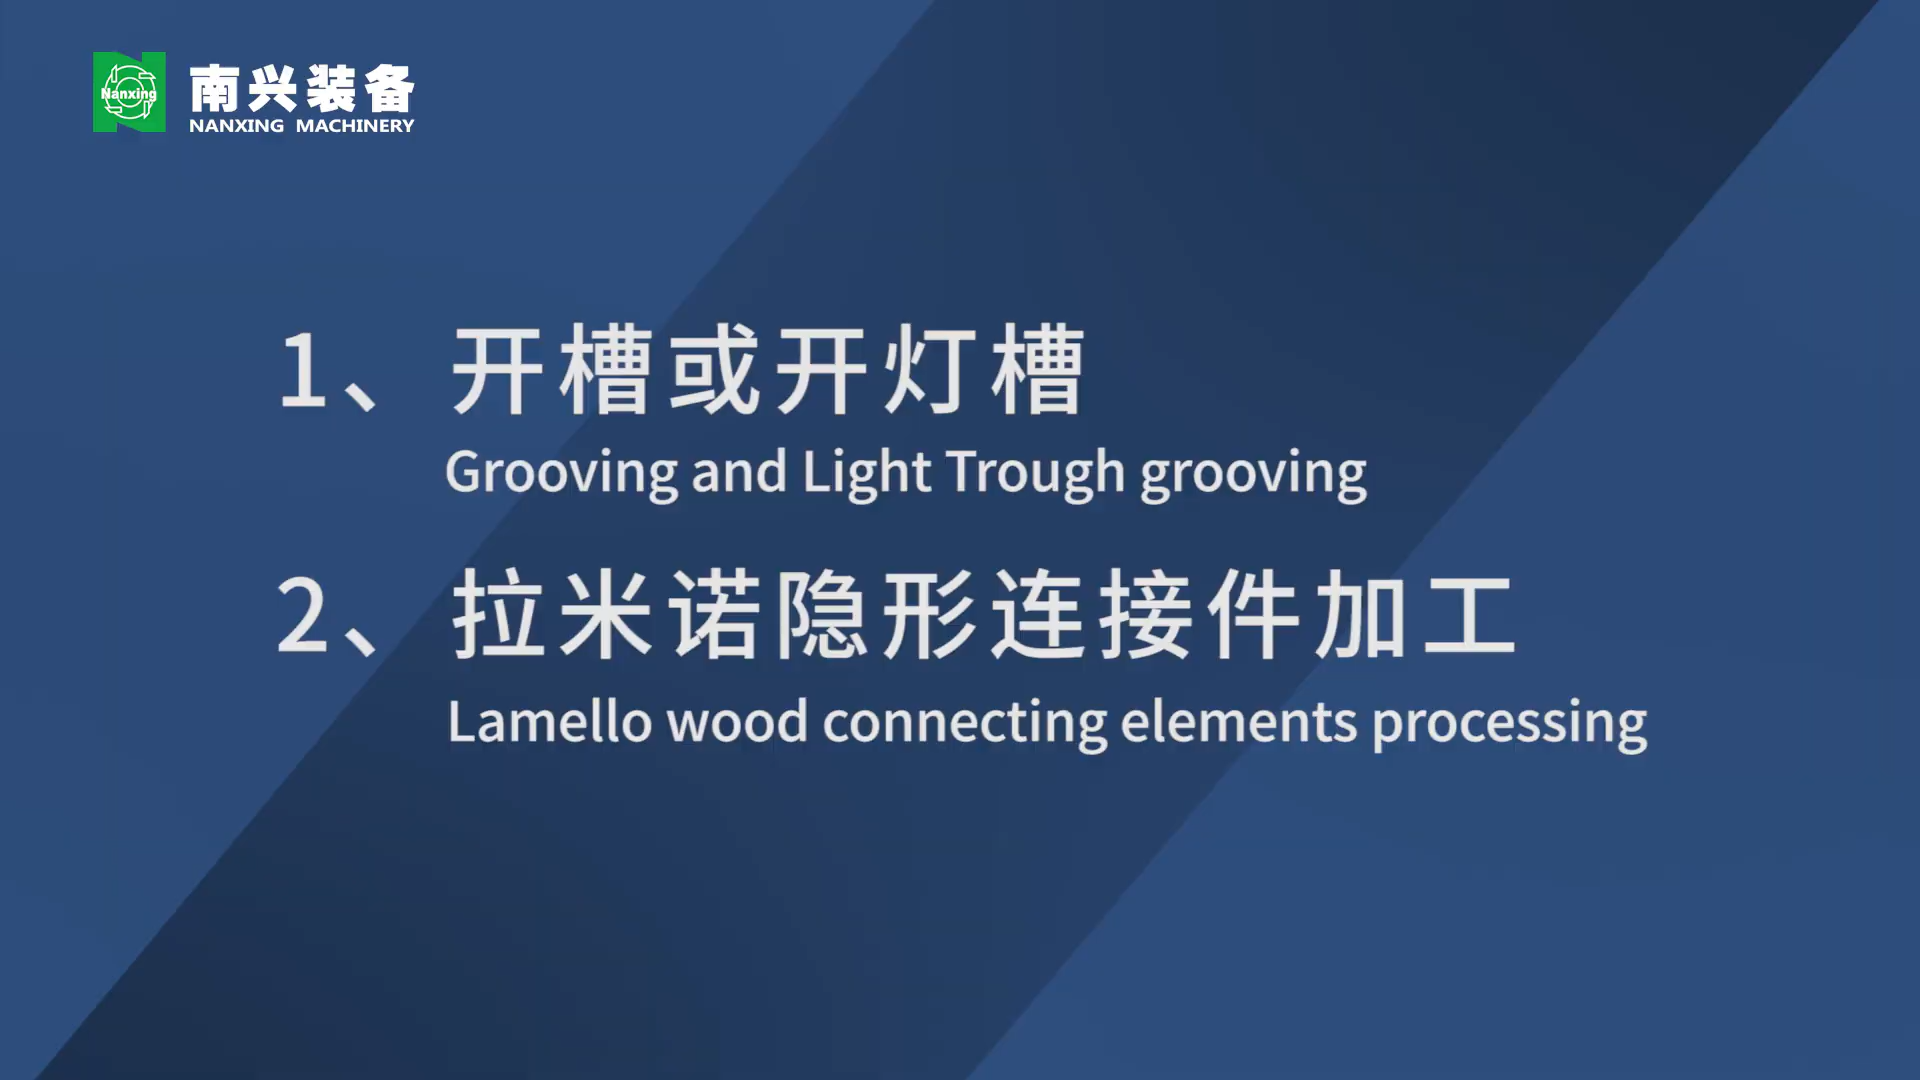 Nanxing
南兴装备
NANXING MACHINERY
1、开槽或开灯槽
Grooving and Light Trough grooving
2、拉米诺隐形连接件加工
Lamello wood connecting elements processing